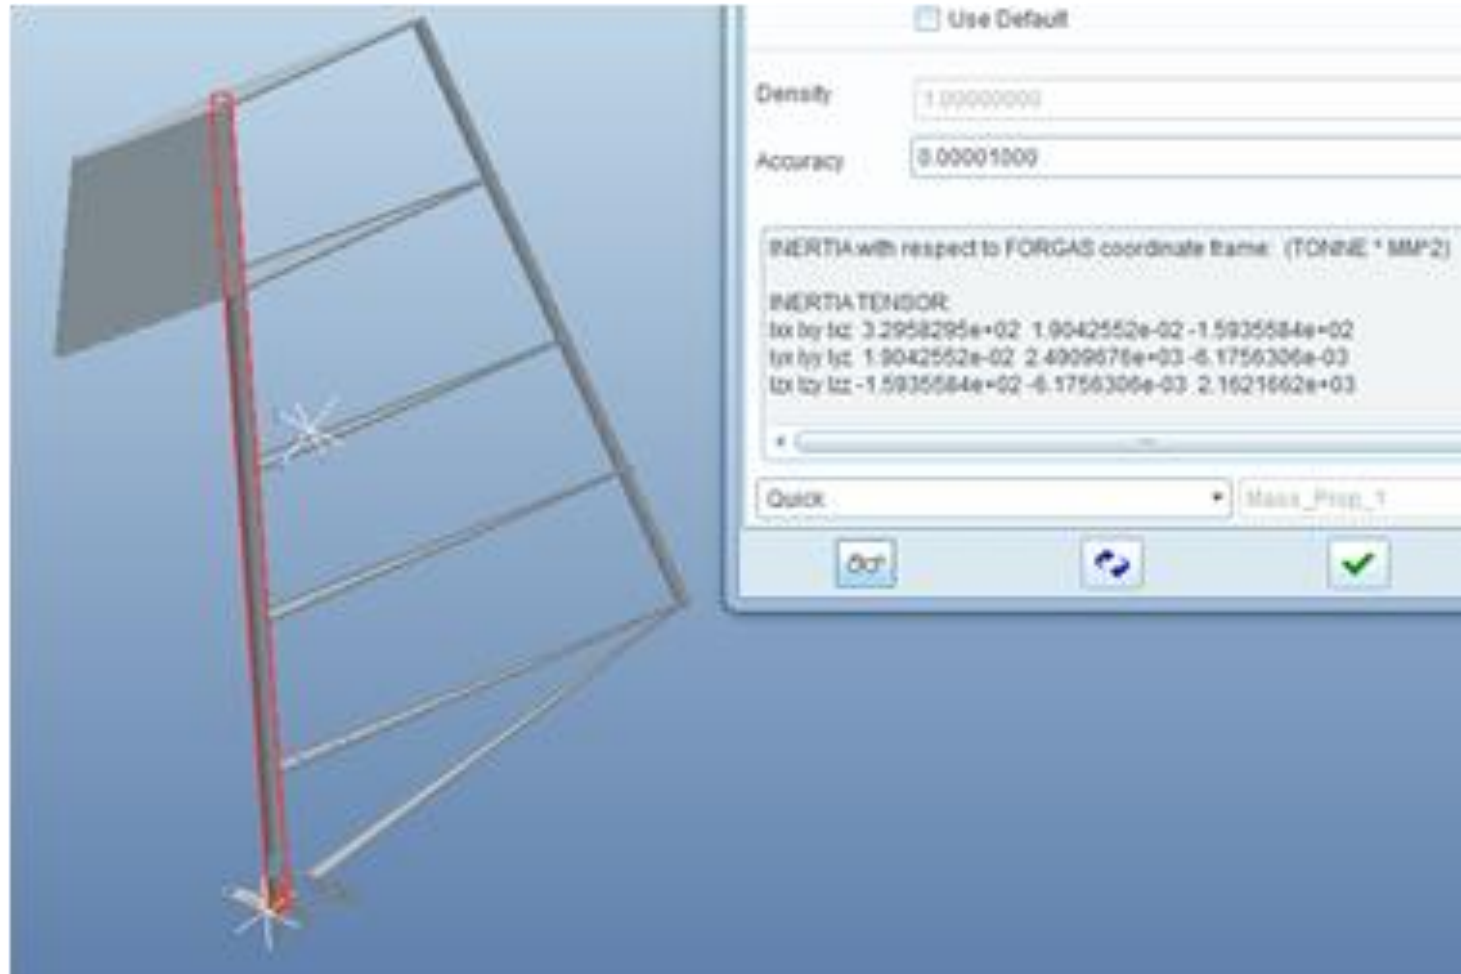 Use Default
Density 1.00000000
Accuracy 0.00001000
INERTIA with respect to FORGAS coordinate frame: (TONNE * MM^2)
INERTIA TENSOR:
Ixx Ixy Ixz 3.2958295e+02 1.9042552e-02 -1.5935584e+02
Iyx Iyy Iyz 1.9042552e-02 2.4909676e+03 -6.1756306e-03
Izx Izy Izz -1.5935584e+02 -6.1756306e-03 2.1621662e+03
Quick Mass_Prop_1